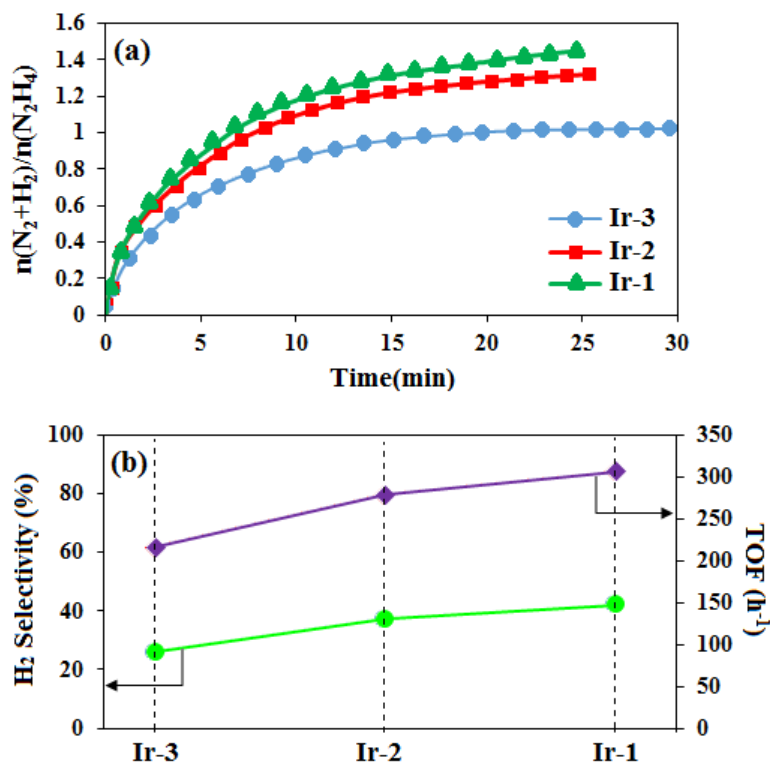 (a)
n(N₂+H₂)/n(N₂H₄)
1.6
1.4
1.2
1
0.8
0.6
0.4
0.2
0
Ir-3
Ir-2
Ir-1
0 5 10 15 20 25 30
Time(min)
(b)
H₂ Selectivity (%)
100
80
60
40
20
0
350
300
250
200
150
100
50
0
TOF (h⁻¹)
Ir-3 Ir-2 Ir-1